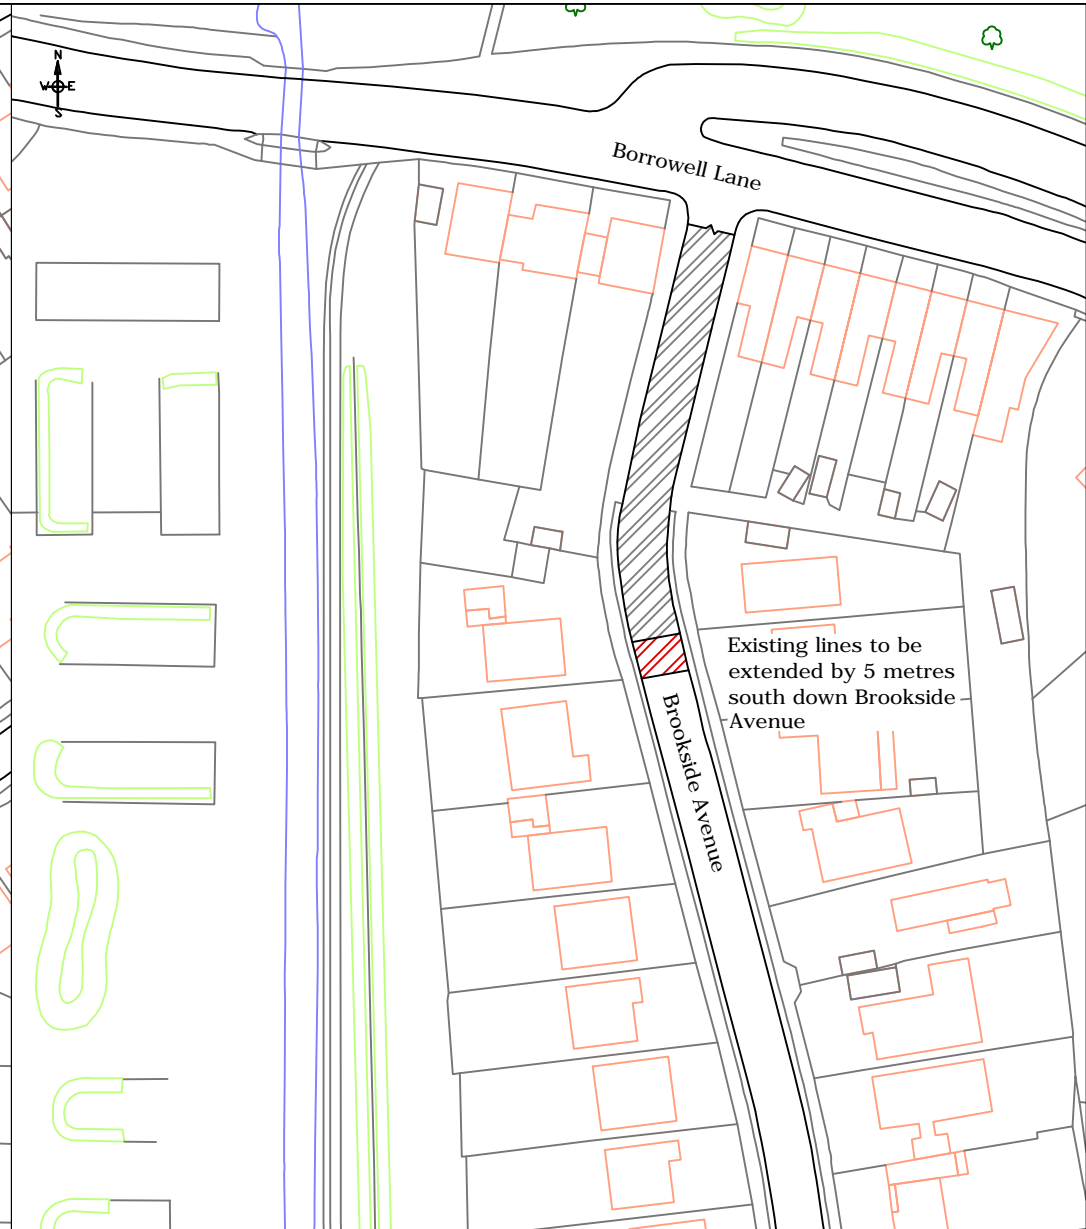 N
W E
S
Borrowell Lane
Existing lines to be
extended by 5 metres
south down Brookside
Avenue
Brookside Avenue